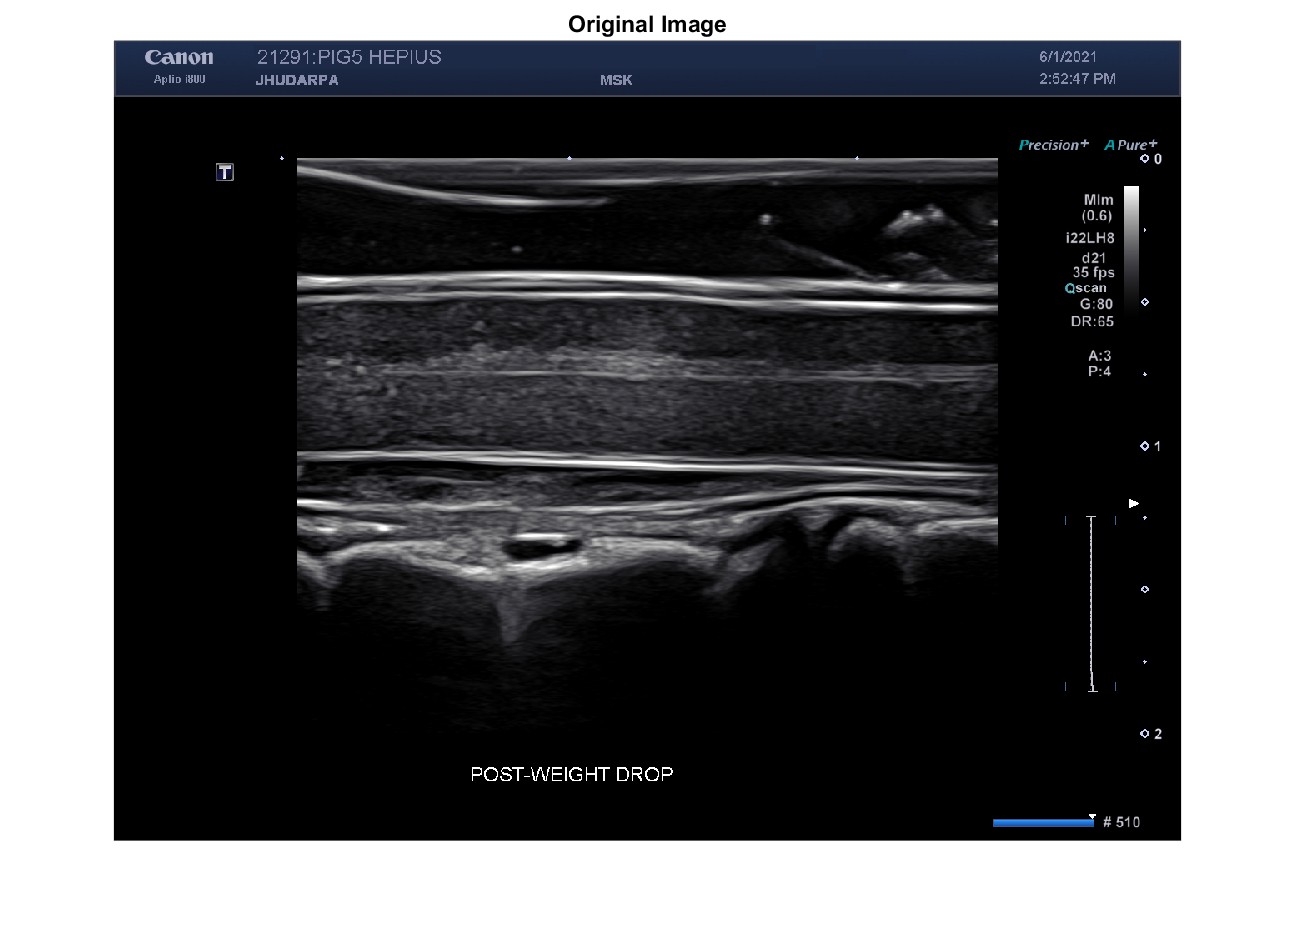 Original Image
Canon 21291:PIG5 HEPIUS 6/1/2021
Aplio i800 JHUDARPA MSK 2:52:47 PM
Precision+ APure+
T
0
MIm
(0.6)
i22LH8
d21
35 fps
Qscan
G:80
DR:65
A:3
P:4
1
2
POST-WEIGHT DROP
# 510